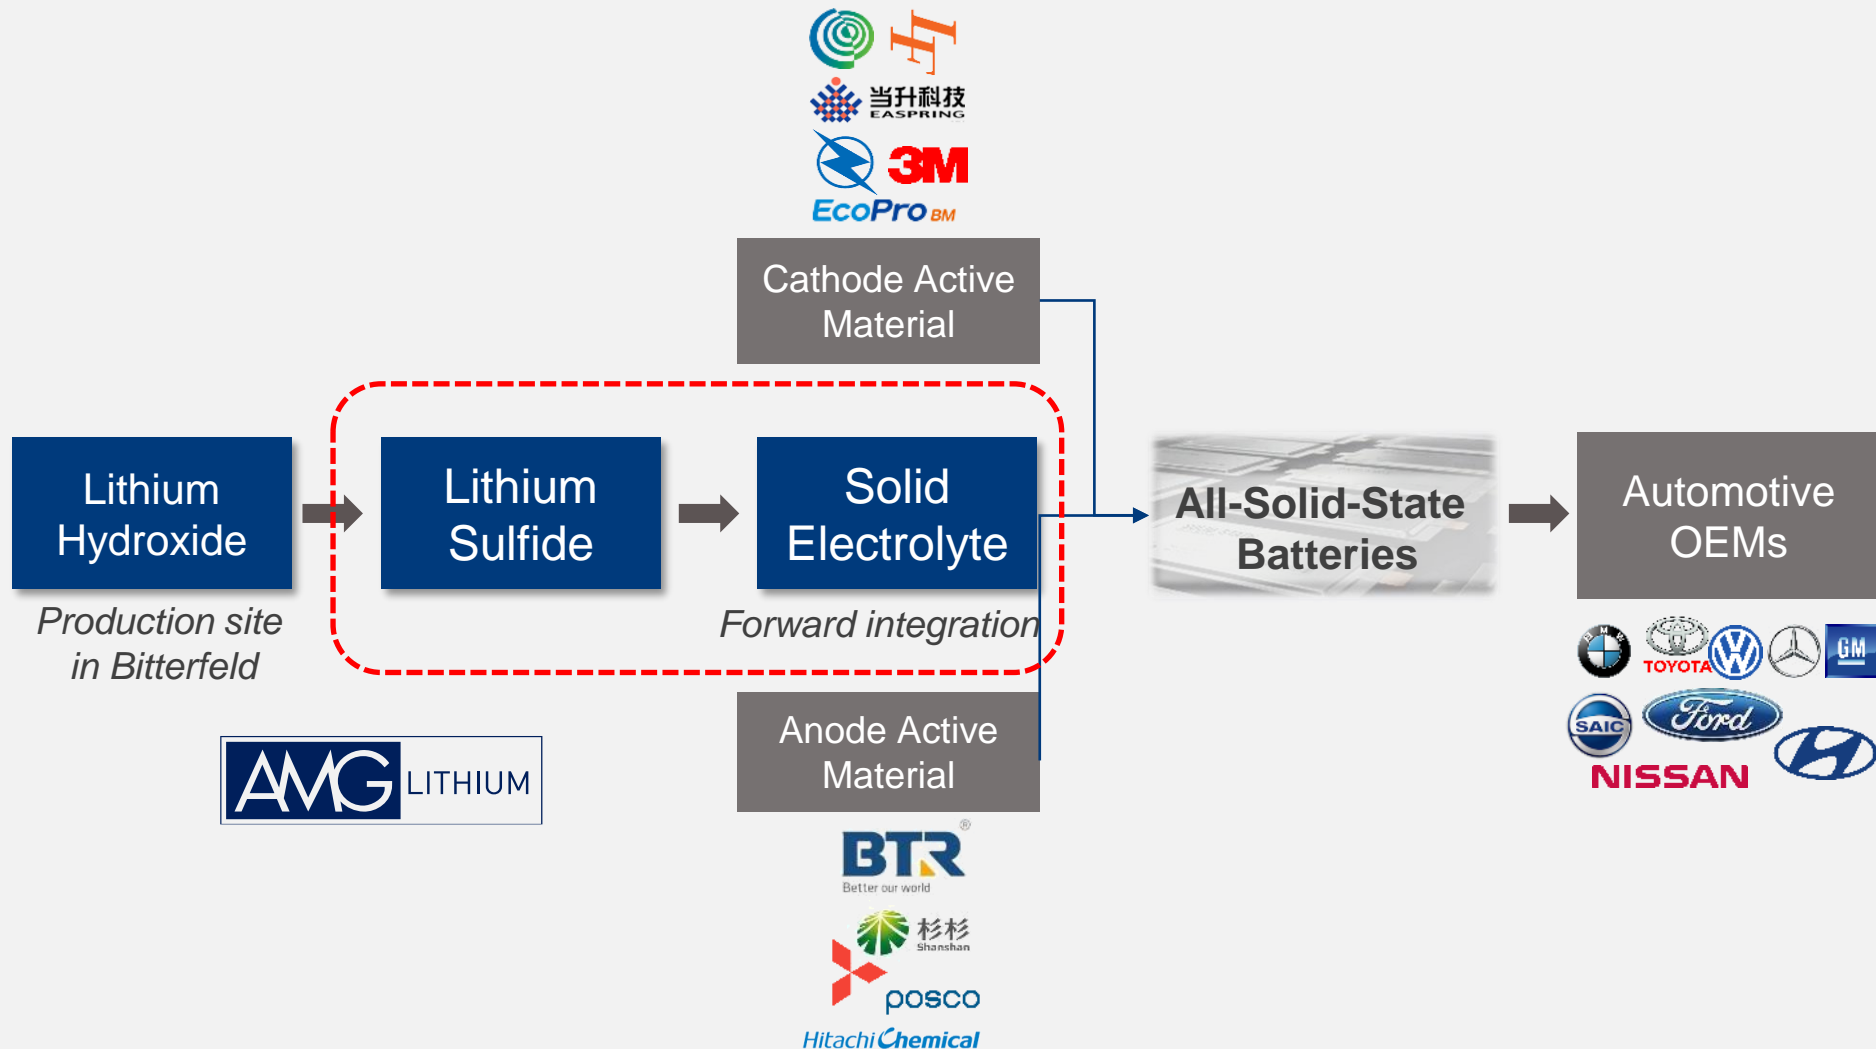 当升科技
EASPRING
3M
EcoPro BM
Cathode Active
Material
Lithium
Hydroxide
Lithium
Sulfide
Solid
Electrolyte
All-Solid-State
Batteries
Automotive
OEMs
Production site
in Bitterfeld
Forward integration
BMW
TOYOTA
GM
SAIC
Ford
NISSAN
AMG LITHIUM
Anode Active
Material
BTR®
Better our world
杉杉
Shanshan
posco
Hitachi Chemical